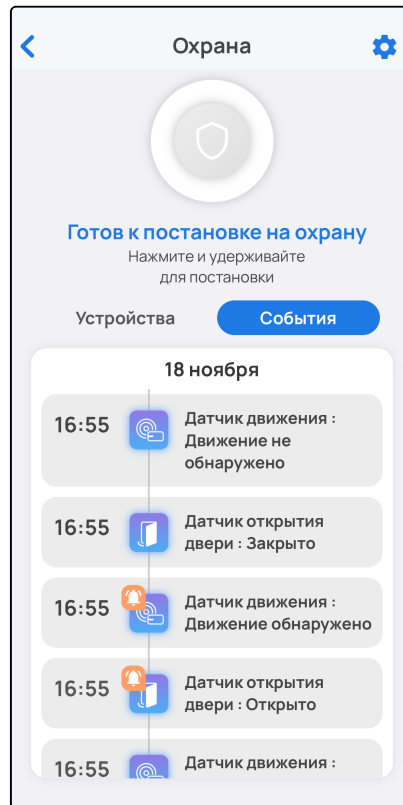 Охрана
Готов к постановке на охрану
Нажмите и удерживайте
для постановки
Устройства
События
18 ноября
16:55
Датчик движения :
Движение не
обнаружено
16:55
Датчик открытия
двери : Закрыто
16:55
Датчик движения :
Движение обнаружено
16:55
Датчик открытия
двери : Открыто
16:55
Датчик движения :